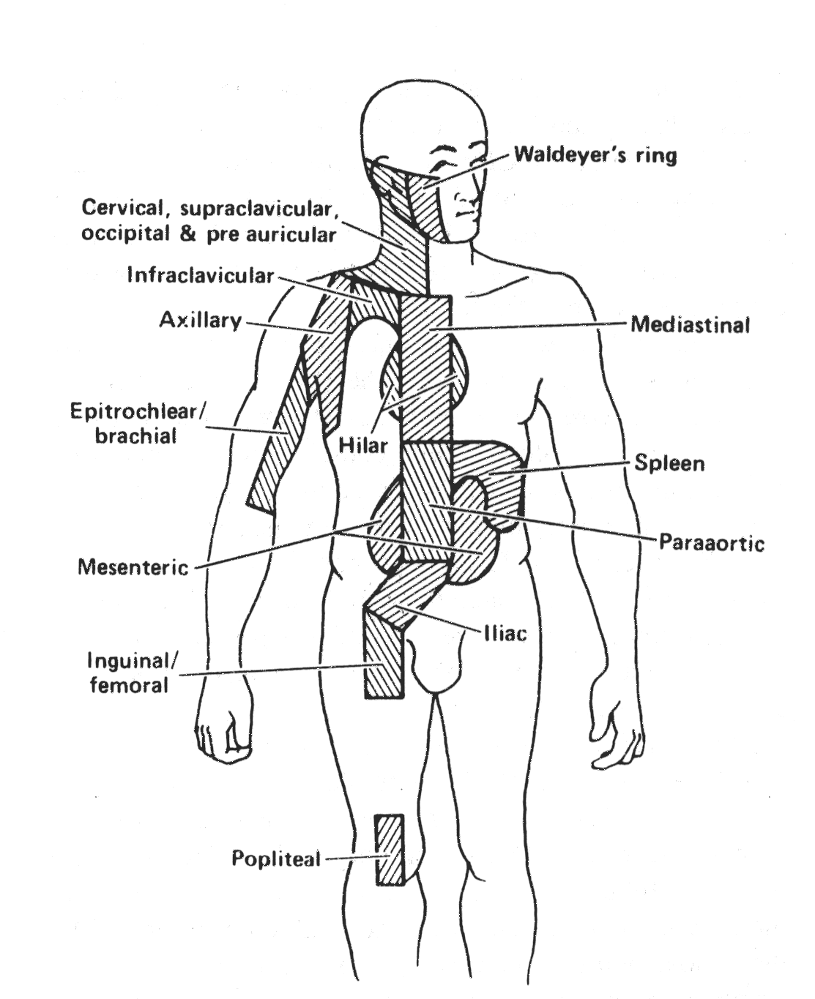 Waldeyer's ring
Cervical, supraclavicular,
occipital & pre auricular
Infraclavicular
Axillary
Mediastinal
Epitrochlear/
brachial
Hilar
Spleen
Paraaortic
Mesenteric
Iliac
Inguinal/
femoral
Popliteal